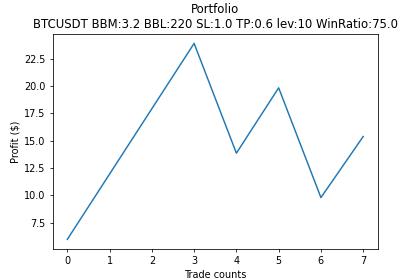 Portfolio
BTCUSDT BBM:3.2 BBL:220 SL:1.0 TP:0.6 lev:10 WinRatio:75.0
22.5
20.0
17.5
15.0
12.5
10.0
7.5
Profit ($)
0 1 2 3 4 5 6 7
Trade counts